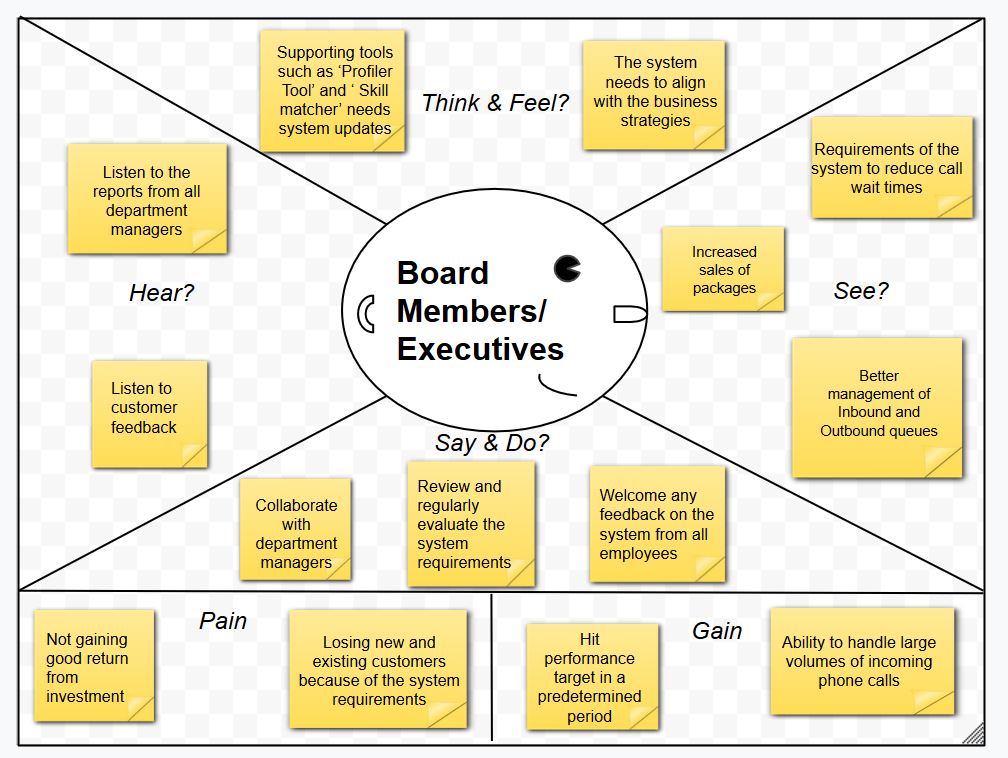 Supporting tools
such as ‘Profiler
Tool’ and ‘ Skill
matcher’ needs
system updates
Think & Feel?
The system
needs to align
with the business
strategies
Listen to the
reports from all
department
managers
Hear?
Listen to
customer
feedback
Board
Members/
Executives
Requirements of the
system to reduce call
wait times
Increased
sales of
packages
See?
Better
management of
Inbound and
Outbound queues
Say & Do?
Collaborate
with
department
managers
Review and
regularly
evaluate the
system
requirements
Welcome any
feedback on the
system from all
employees
Pain
Not gaining
good return
from
investment
Losing new and
existing customers
because of the system
requirements
Gain
Hit
performance
target in a
predetermined
period
Ability to handle large
volumes of incoming
phone calls